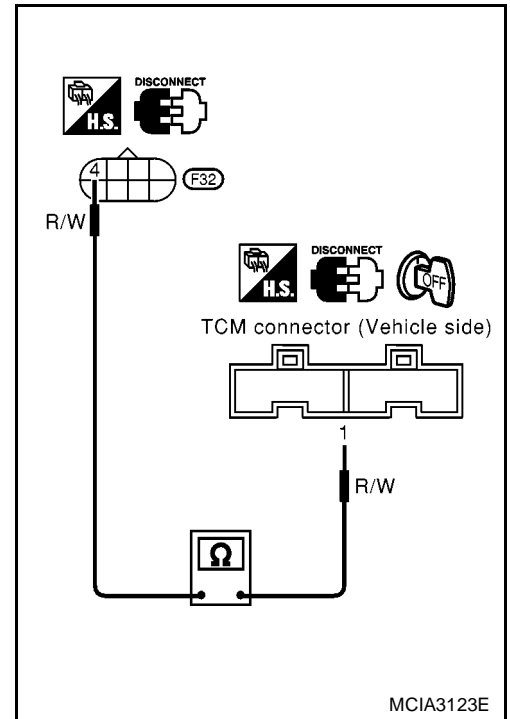 DISCONNECT
H.S.
4
F32
R/W
DISCONNECT
H.S.
OFF
TCM connector (Vehicle side)
1
R/W
Ω
MCIA3123E